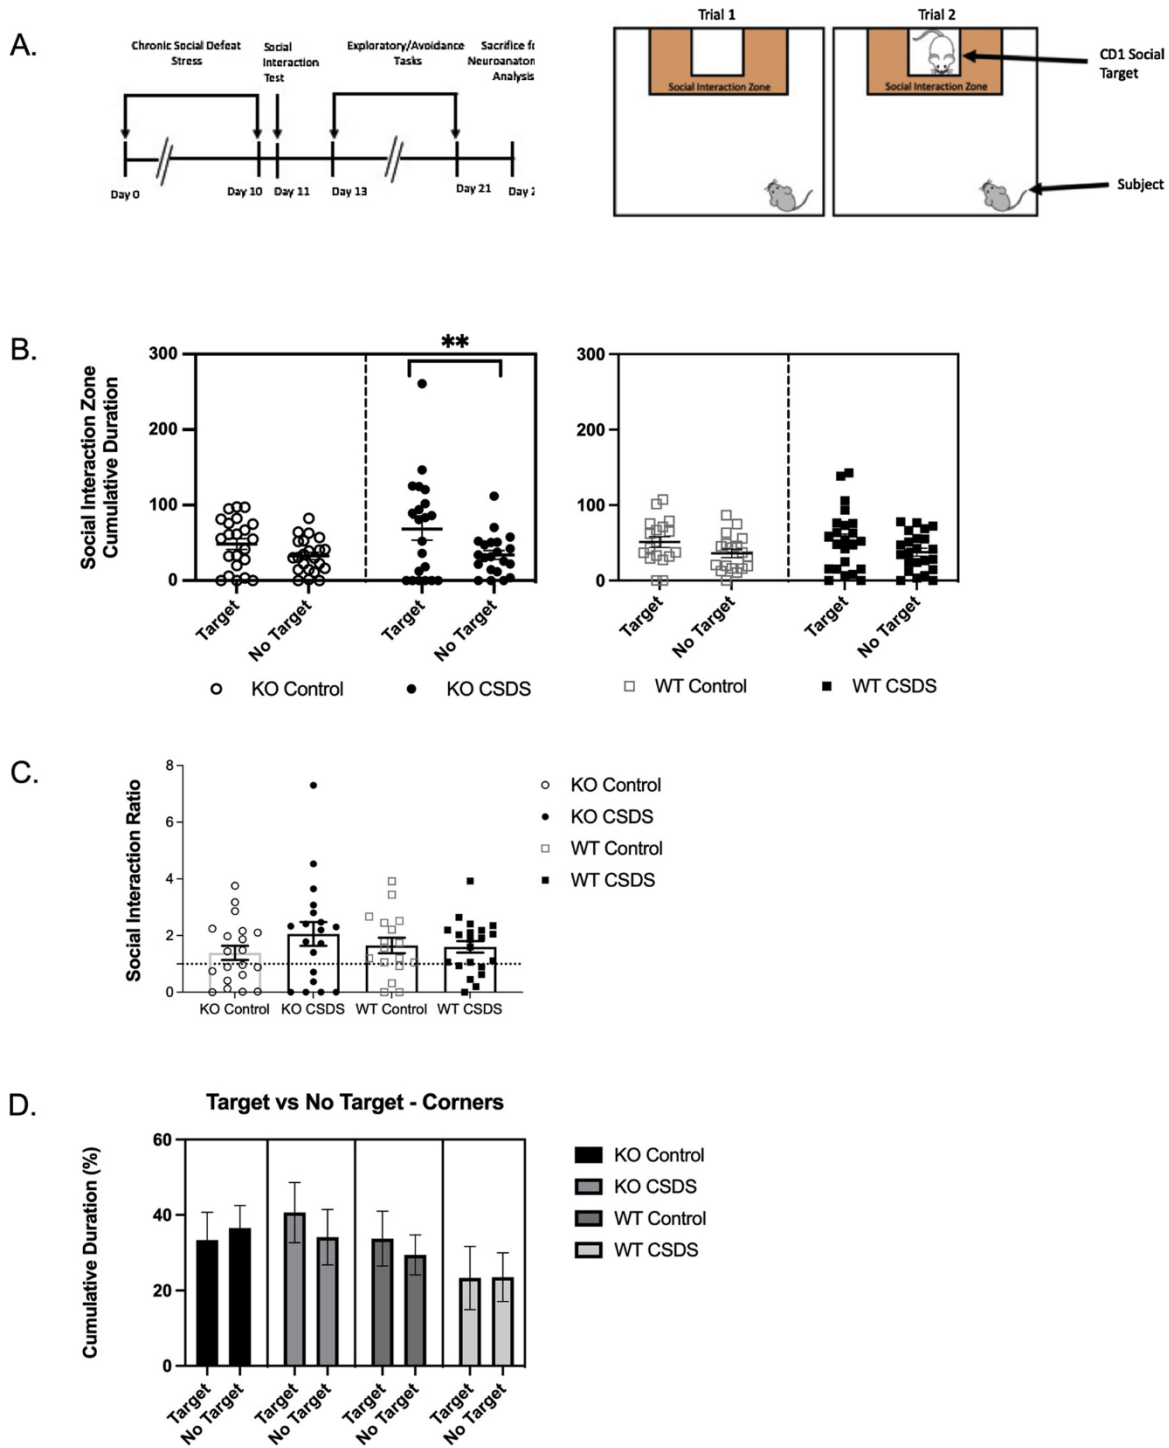 A.
Chronic Social Defeat
Stress
Social
Interaction
Test
Exploratory/Avoidance
Tasks
Sacrifice
Analysis
Day 0
Day 10
Day 11
Day 13
Day 21
Day
Trial 1
Trial 2
Social Interaction Zone
Social Interaction Zone
CD1 Social
Target
Subject
B.
Social Interaction Zone
Cumulative Duration
300
200
100
0
**
Target
No Target
Target
No Target
300
200
100
0
Target
No Target
Target
No Target
KO Control
KO CSDS
WT Control
WT CSDS
C.
Social Interaction Ratio
8
6
4
2
0
KO Control
KO CSDS
WT Control
WT CSDS
KO Control
KO CSDS
WT Control
WT CSDS
D.
Target vs No Target - Corners
Cumulative Duration (%)
60
40
20
0
Target
No Target
Target
No Target
Target
No Target
Target
No Target
KO Control
KO CSDS
WT Control
WT CSDS